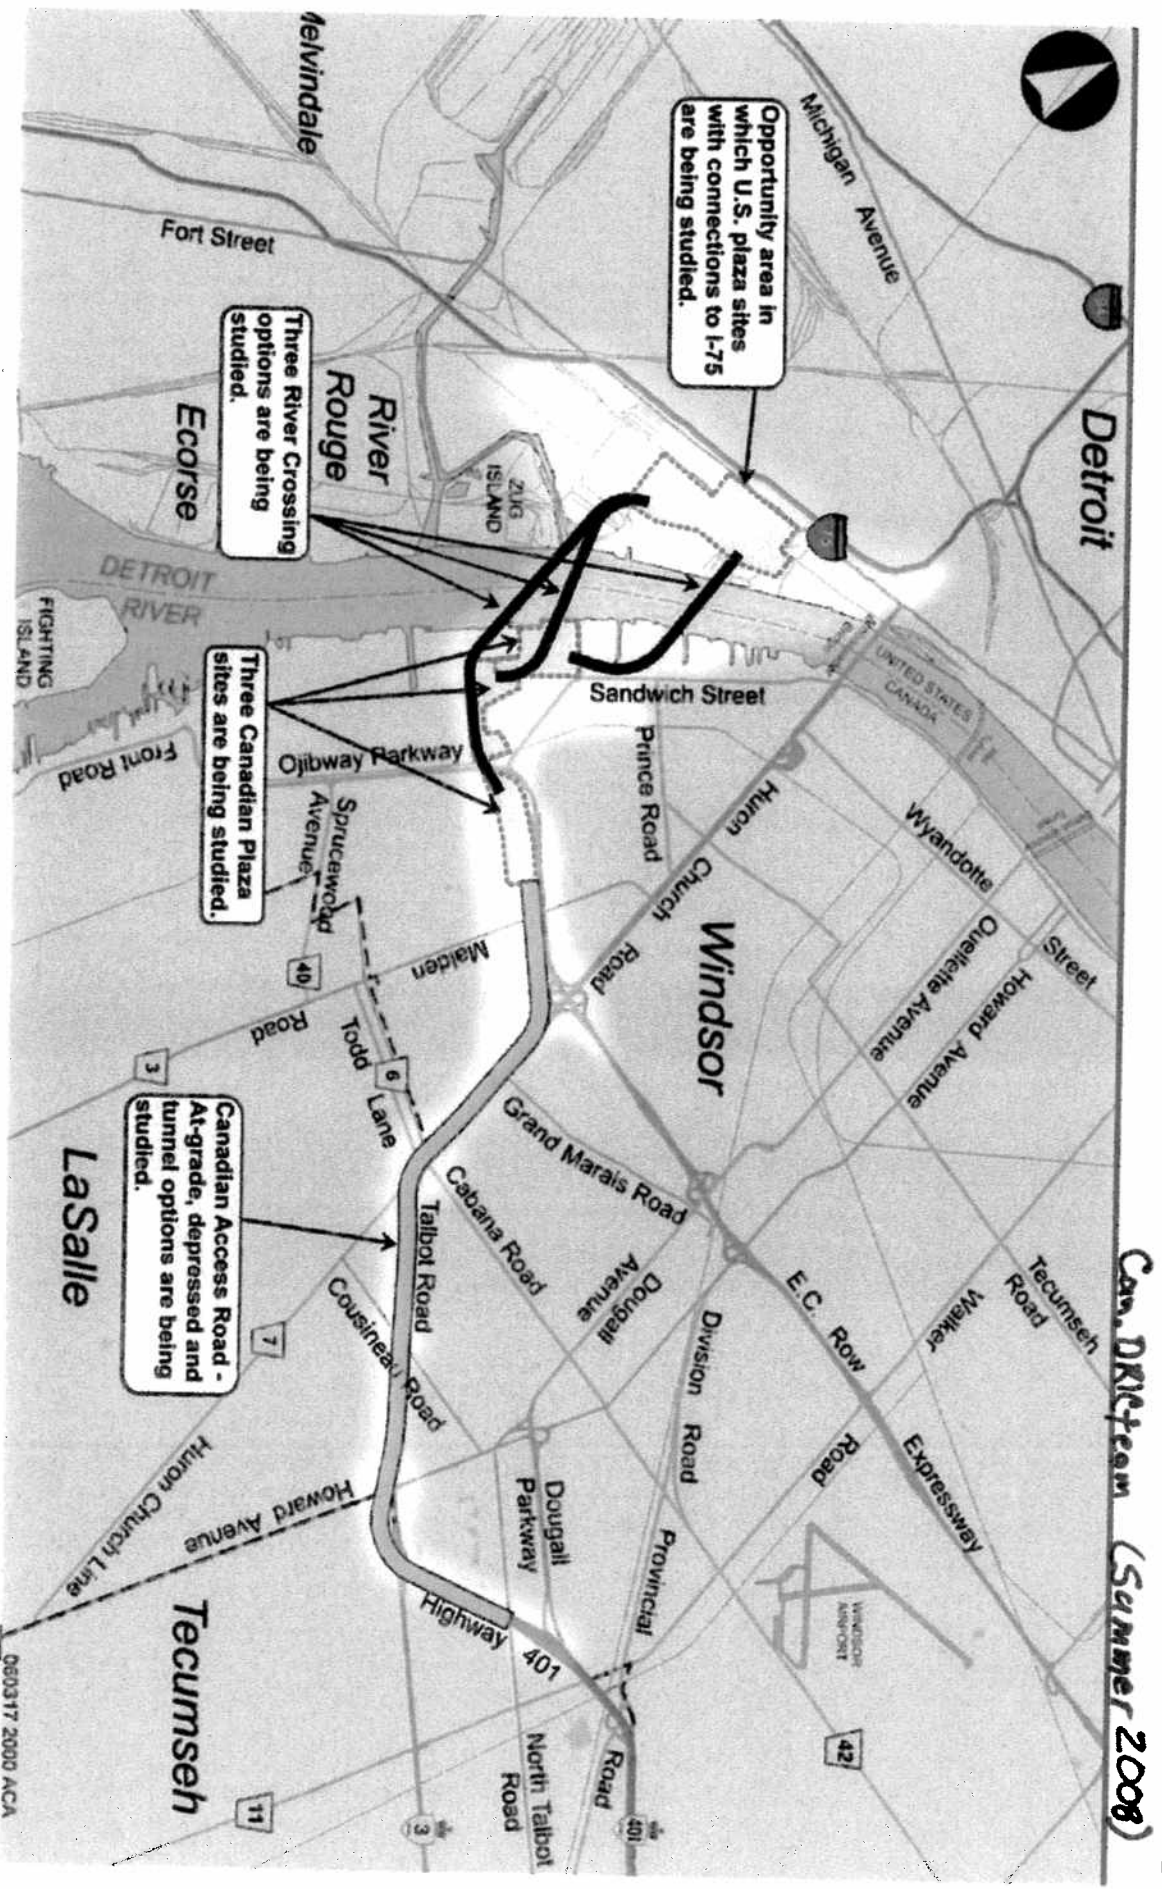 Can. DRIC team (Summer 2008)
Detroit
Michigan
Avenue
Opportunity area in
which U.S. plaza sites
with connections to I-75
are being studied.
Melvindale
Fort Street
Three River Crossing
options are being
studied.
River
Rouge
Ecorse
ZUG
ISLAND
DETROIT
RIVER
FIGHTING
ISLAND
UNITED STATES
CANADA
Sandwich Street
Three Canadian Plaza
sites are being studied.
Ojibway Parkway
Front Road
Sprucewood
Avenue
Prince Road
Huron
Church
Road
Wyandotte
Street
Ouellette Avenue
Howard Avenue
Windsor
Malden
Road
40
3
Todd
Lane
6
LaSalle
Canadian Access Road -
At-grade, depressed and
tunnel options are being
studied.
Talbot Road
Grand Marais Road
Cabana Road
Cousineau Road
7
Dougall
Avenue
Division
Road
E.C. Row
Expressway
Walker
Road
Tecumseh
Road
Huron Church Line
Howard Avenue
Dougall
Parkway
Provincial
Road
Highway
401
WINDSOR
AIRPORT
42
Tecumseh
North Talbot
Road
11
3
401
060317 2000 ACA